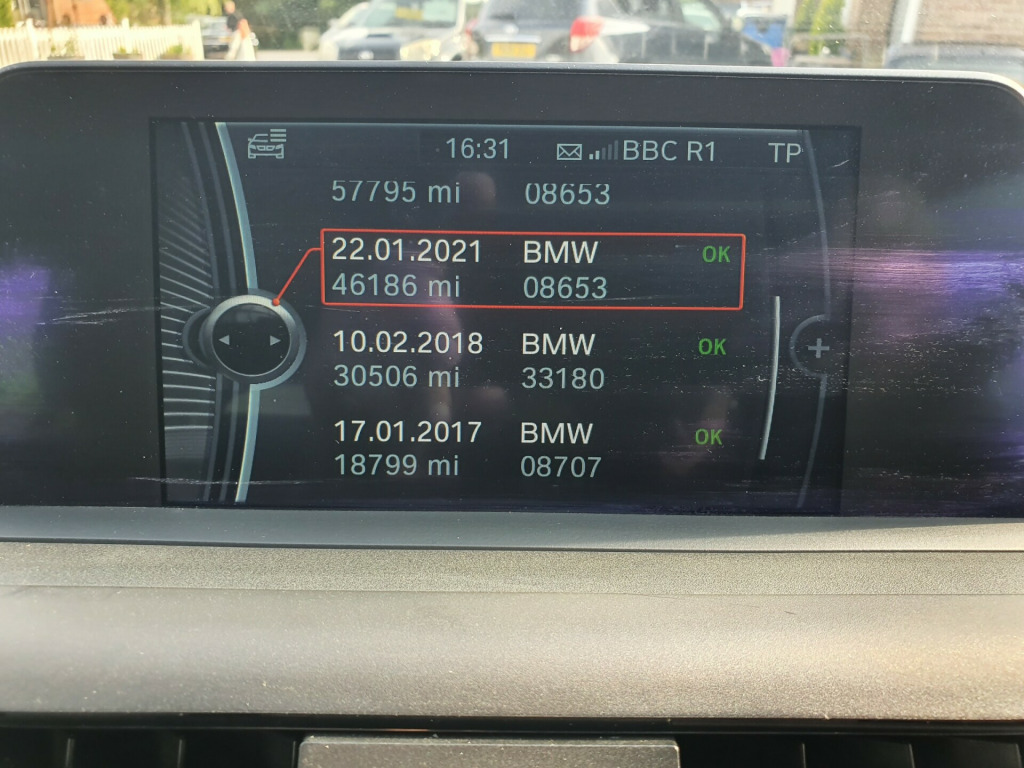 16:31 BBC R1 TP
57795 mi 08653
22.01.2021 BMW OK
46186 mi 08653
10.02.2018 BMW OK
30506 mi 33180
17.01.2017 BMW OK
18799 mi 08707